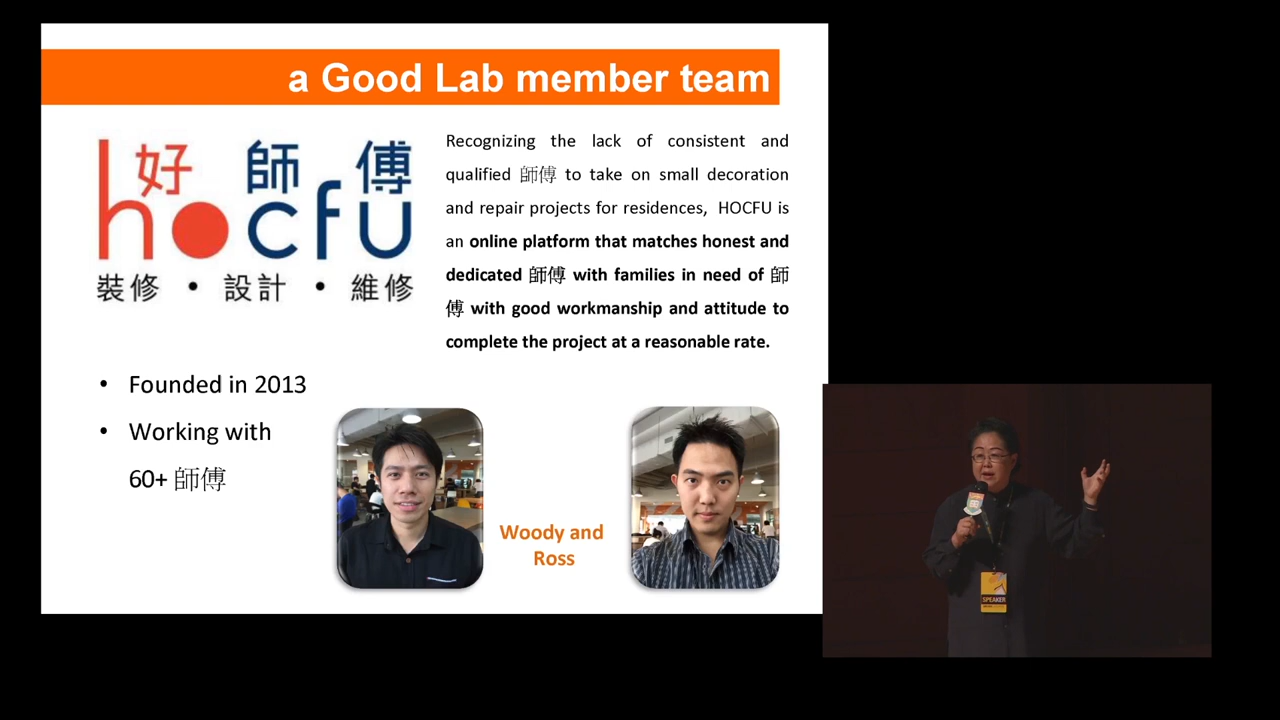 a Good Lab member team
好 師 傅
hocfu
裝修 • 設計 • 維修
Recognizing the lack of consistent and
qualified 師傅 to take on small decoration
and repair projects for residences, HOCFU is
an online platform that matches honest and
dedicated 師傅 with families in need of 師
傅 with good workmanship and attitude to
complete the project at a reasonable rate.
• Founded in 2013
• Working with
60+ 師傅
Woody and
Ross
SPEAKER